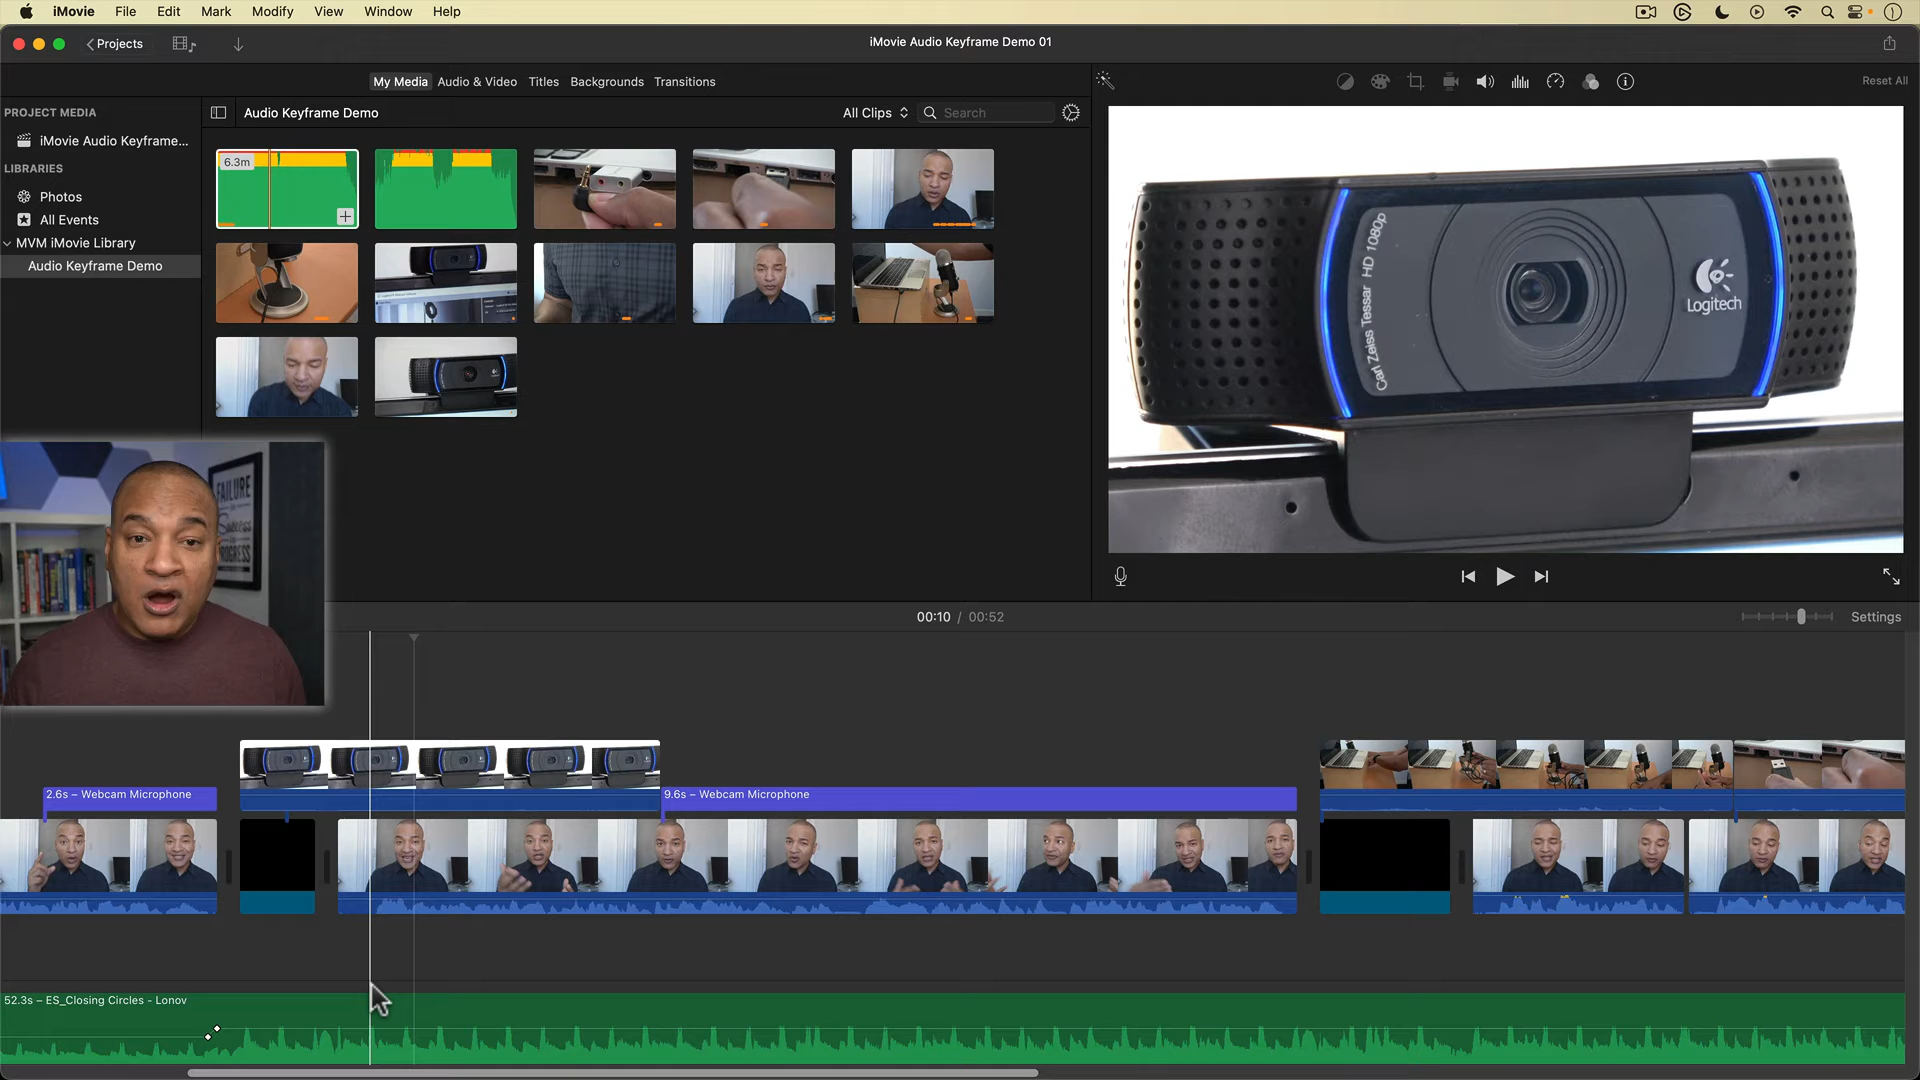 iMovie File Edit Mark Modify View Window Help
Projects
iMovie Audio Keyframe Demo 01
My Media Audio & Video Titles Backgrounds Transitions
Reset All
PROJECT MEDIA
iMovie Audio Keyframe...
LIBRARIES
Photos
All Events
MVM iMovie Library
Audio Keyframe Demo
Audio Keyframe Demo
All Clips
Search
6.3m
Carl Zeiss Tessar HD 1080p
Logitech
FAILURE
PROGRESS
00:10 / 00:52
Settings
2.6s – Webcam Microphone
9.6s – Webcam Microphone
52.3s – ES_Closing Circles - Lonov